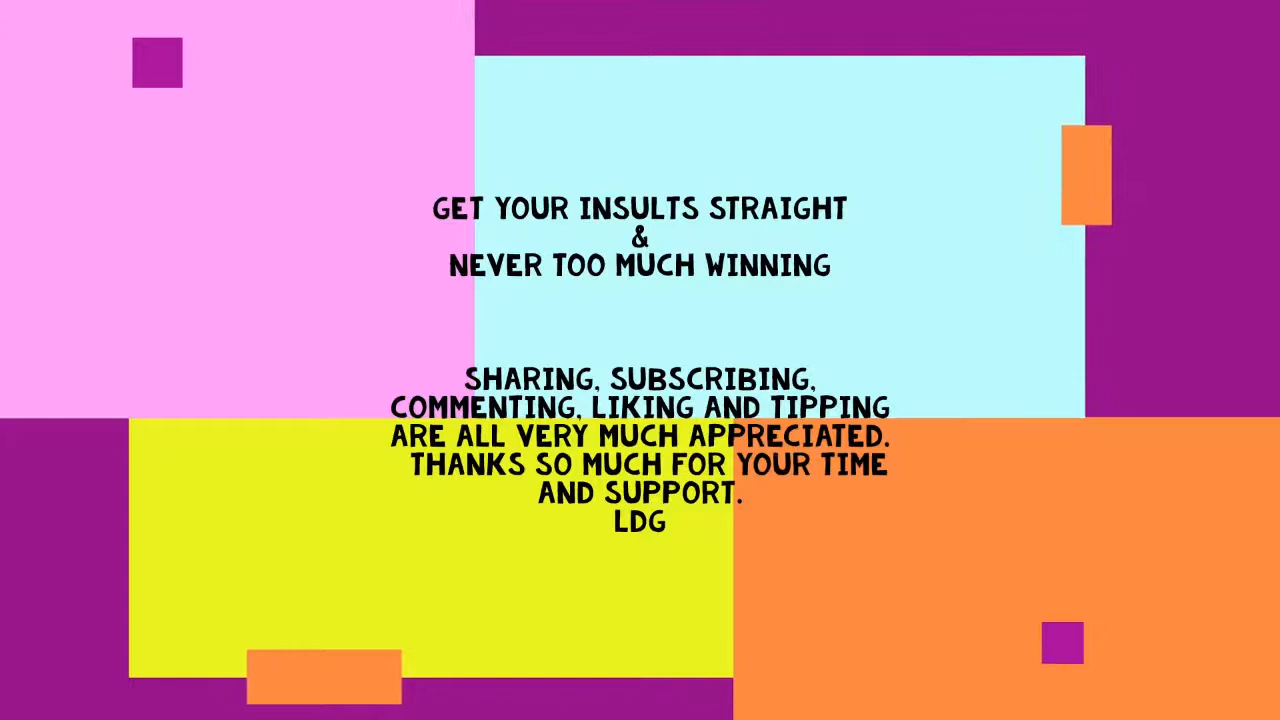 GET YOUR INSULTS STRAIGHT
&
NEVER TOO MUCH WINNING
SHARING, SUBSCRIBING,
COMMENTING, LIKING AND TIPPING
ARE ALL VERY MUCH APPRECIATED.
THANKS SO MUCH FOR YOUR TIME
AND SUPPORT.
LDG